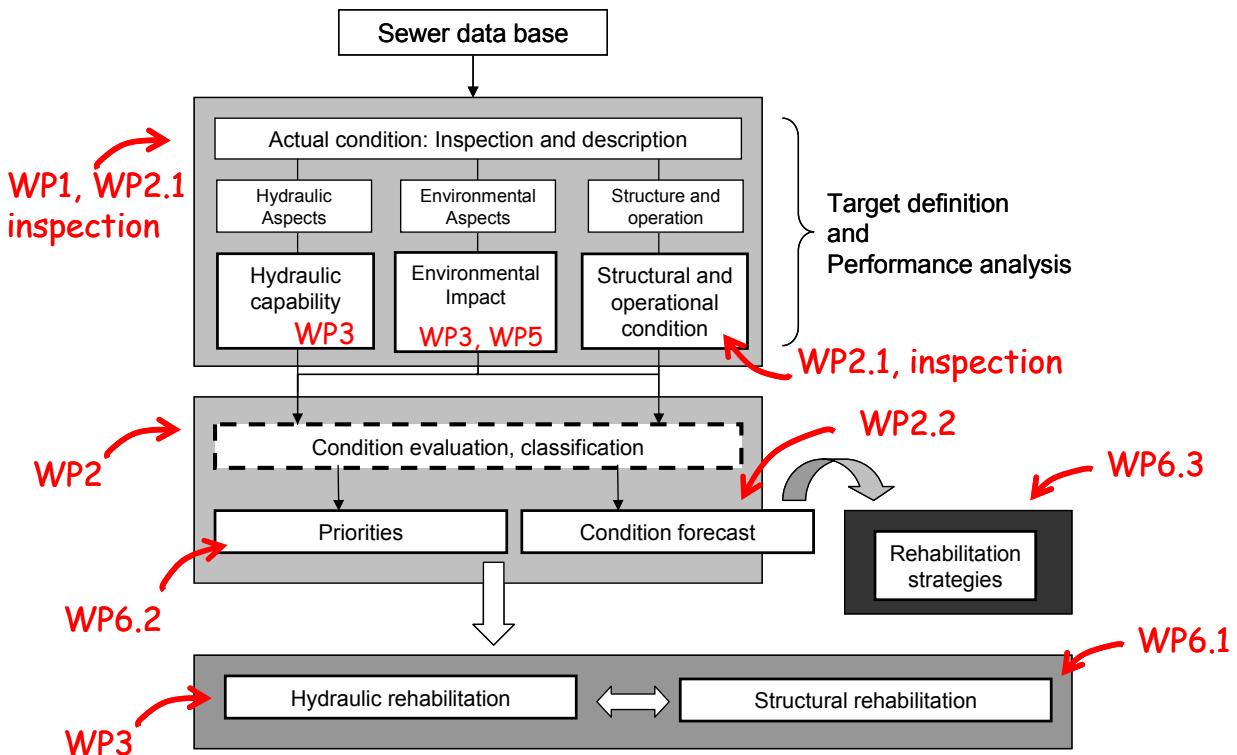 Sewer data base
Actual condition: Inspection and description
WP1, WP2.1
inspection
Hydraulic
Aspects
Environmental
Aspects
Structure and
operation
Target definition
and
Performance analysis
Hydraulic
capability
WP3
Environmental
Impact
WP3, WP5
Structural and
operational
condition
WP2.1, inspection
Condition evaluation, classification
WP2
WP2.2
WP6.3
Priorities
Condition forecast
Rehabilitation
strategies
WP6.2
WP6.1
Hydraulic rehabilitation
Structural rehabilitation
WP3